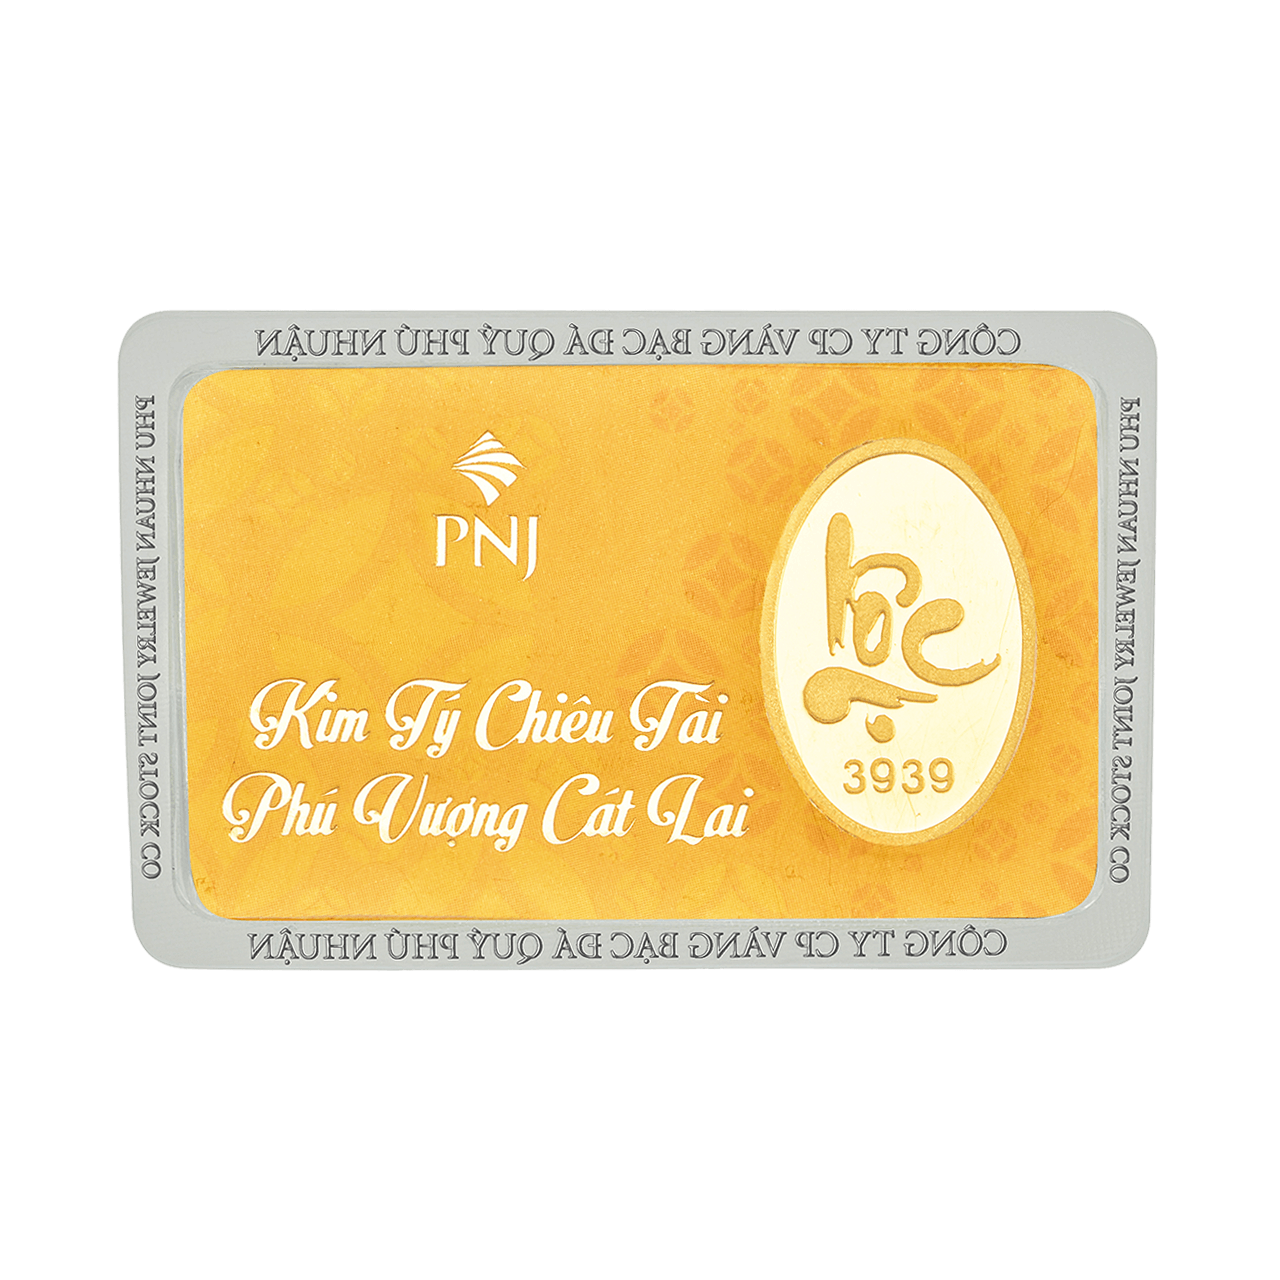 CÔNG TY CP VÀNG BẠC ĐÁ QUÝ PHÚ NHUẬN
PHU NHUAN JEWELRY JOINT STOCK CO
PNJ
Kim Tý Chiêu Tài
Phú Vượng Cát Lai
lộc
3939
PHU NHUAN JEWELRY JOINT STOCK CO
CÔNG TY CP VÀNG BẠC ĐÁ QUÝ PHÚ NHUẬN